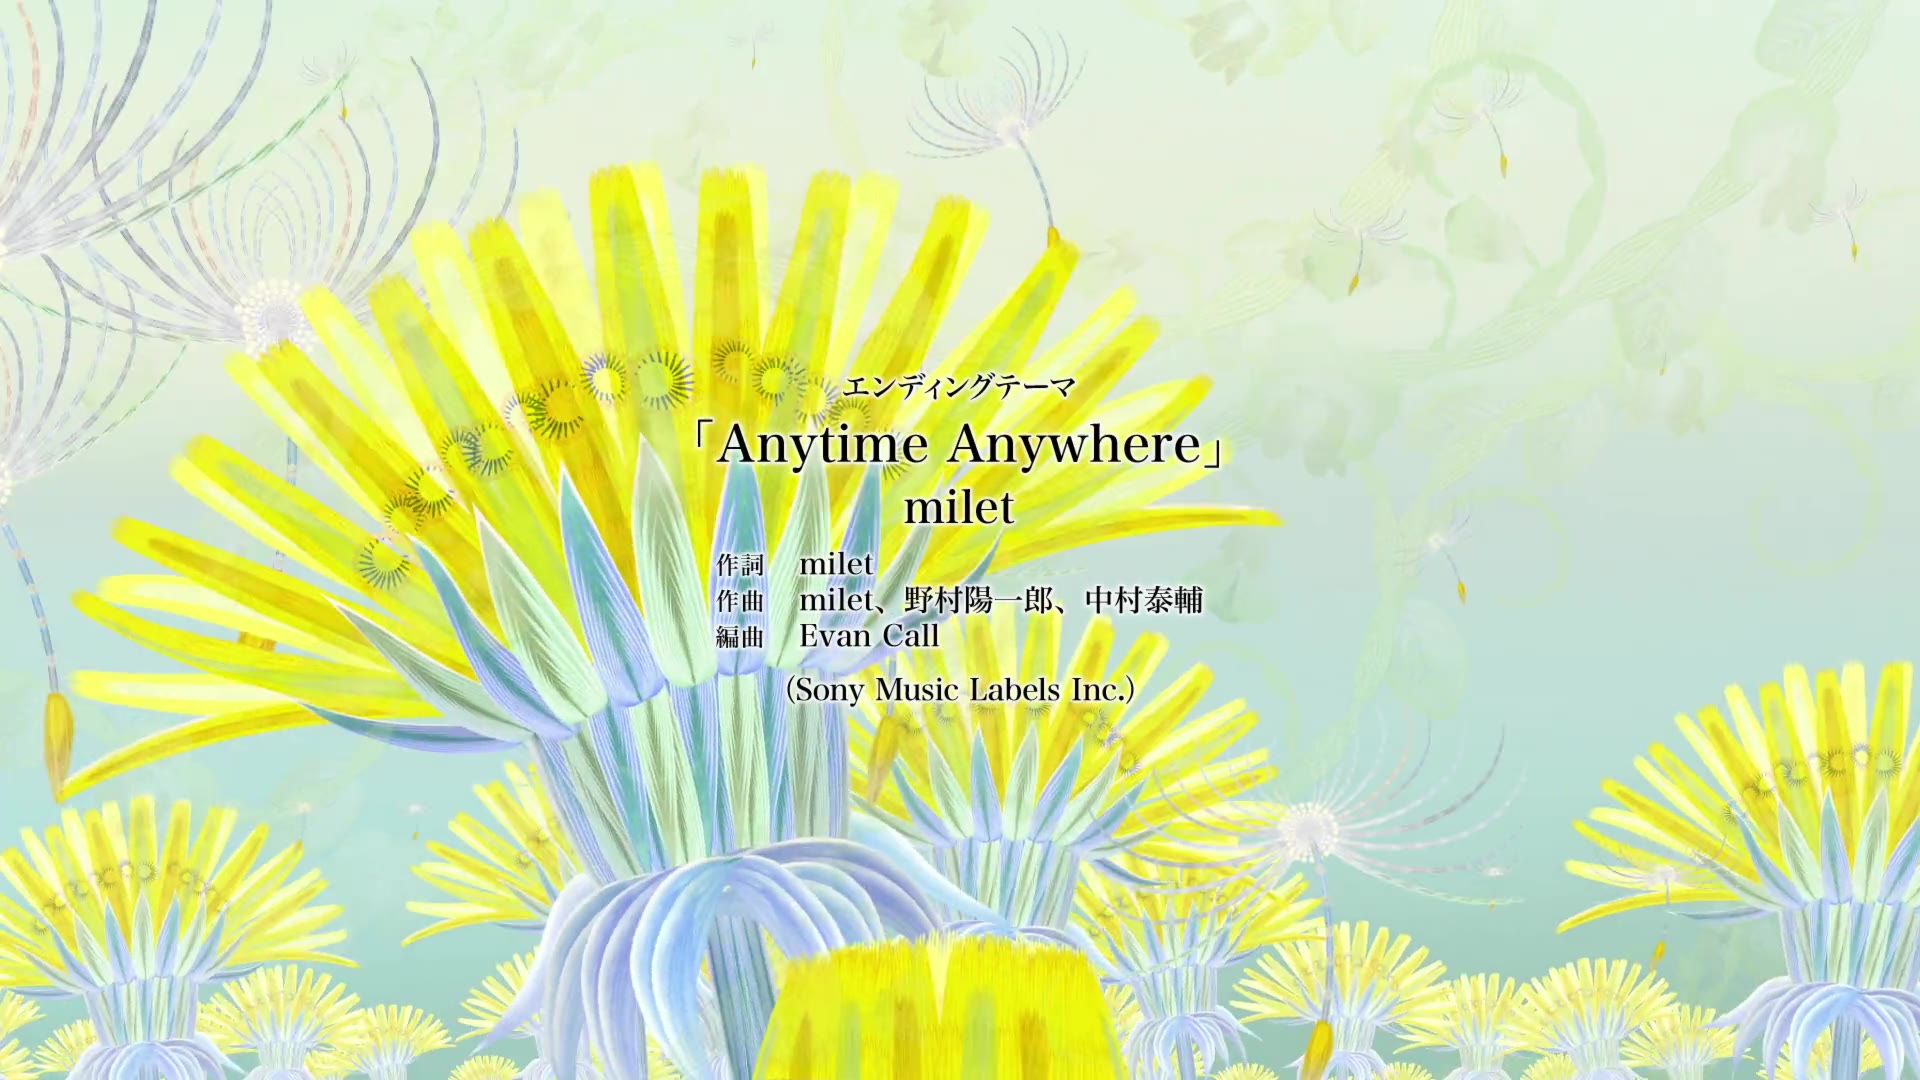 エンディングテーマ
「Anytime Anywhere」
milet
作詞 milet
作曲 milet、野村陽一郎、中村泰輔
編曲 Evan Call
(Sony Music Labels Inc.)